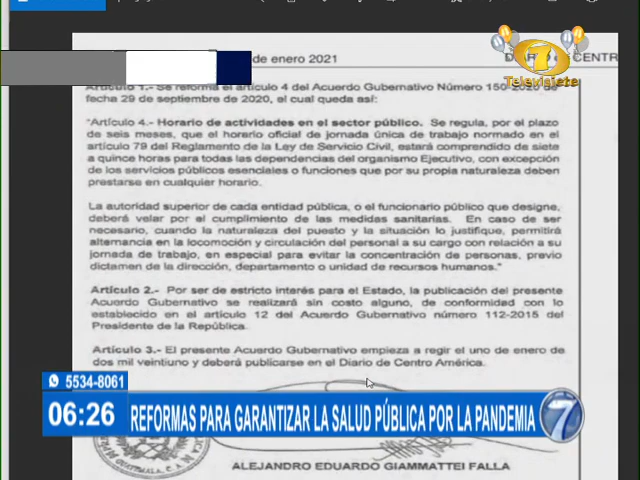 de enero 2021
DIARIO de CENTRO
7
Televisiete
Artículo 1.- Se reforma el artículo 4 del Acuerdo Gubernativo Número 150-2020 de
fecha 29 de septiembre de 2020, el cual queda así:
"Artículo 4.- Horario de actividades en el sector público. Se regula, por el plazo
de seis meses, que el horario oficial de jornada única de trabajo normado en el
artículo 79 del Reglamento de la Ley de Servicio Civil, estará comprendido de siete
a quince horas para todas las dependencias del organismo Ejecutivo, con excepción
de los servicios públicos esenciales o funciones que por su propia naturaleza deben
prestarse en cualquier horario.
La autoridad superior de cada entidad pública, o el funcionario público que designe,
deberá velar por el cumplimiento de las medidas sanitarias. En caso de ser
necesario, cuando la naturaleza del puesto y la situación lo justifique, permitirá
alternancia en la locomoción y circulación del personal a su cargo con relación a su
jornada de trabajo, en especial para evitar la concentración de personas, previo
dictamen de la dirección, departamento o unidad de recursos humanos."
Artículo 2.- Por ser de estricto interés para el Estado, la publicación del presente
Acuerdo Gubernativo se realizará sin costo alguno, de conformidad con lo
establecido en el artículo 12 del Acuerdo Gubernativo número 112-2015 del
Presidente de la República.
Artículo 3.- El presente Acuerdo Gubernativo empieza a regir el uno de enero de
dos mil veintiuno y deberá publicarse en el Diario de Centro América.
5534-8061
06:26 REFORMAS PARA GARANTIZAR LA SALUD PÚBLICA POR LA PANDEMIA 7
ALEJANDRO EDUARDO GIAMMATTEI FALLA